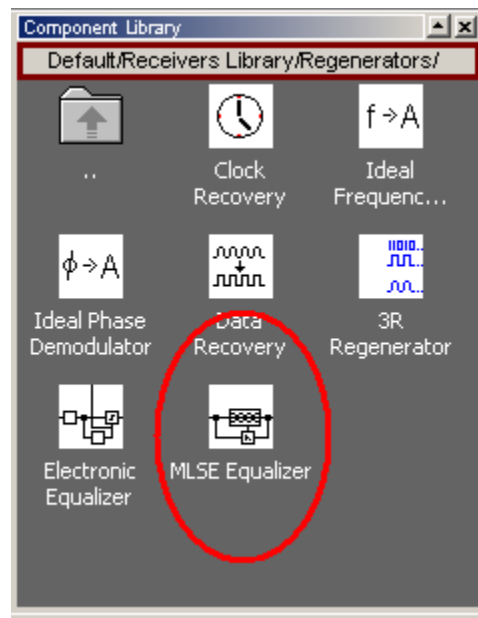 Component Library
Default/Receivers Library/Regenerators/
..
Clock
Recovery
Ideal
Frequenc...
f→A
ϕ→A
Ideal Phase
Demodulator
Data
Recovery
11010..
3R
Regenerator
Electronic
Equalizer
MLSE Equalizer